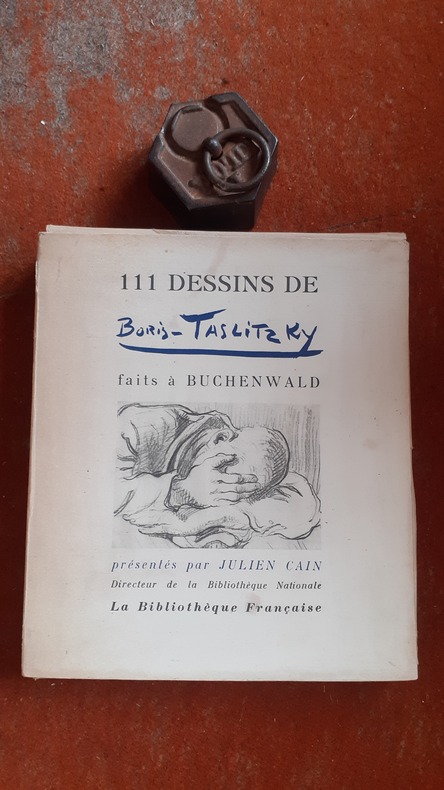 111 DESSINS DE
BORIS-TASLITZKY
faits à BUCHENWALD
présentés par JULIEN CAIN
Directeur de la Bibliothèque Nationale
La Bibliothèque Française